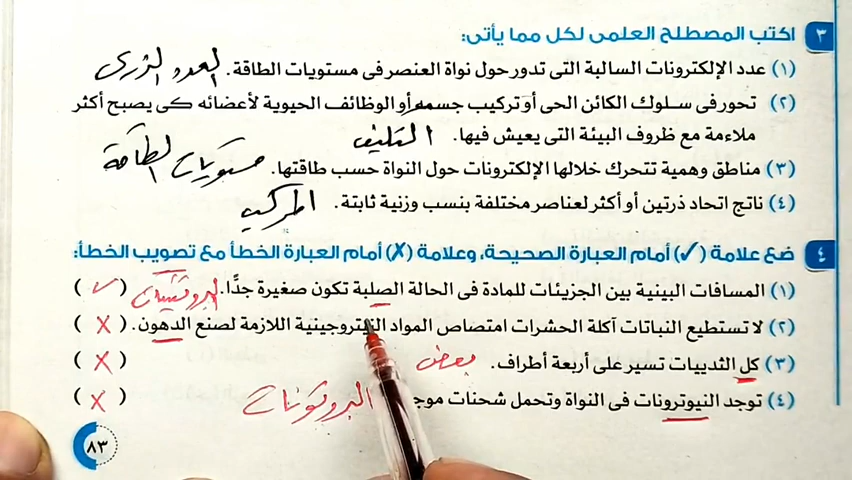 ٣ اكتب المصطلح العلمى لكل مما يأتى:
(١) عدد الإلكترونات السالبة التى تدور حول نواة العنصر فى مستويات الطاقة. العدد الذرى
(٢) تحور فى سلوك الكائن الحى أو تركيب جسمه أو الوظائف الحيوية لأعضائه كى يصبح أكثر
ملاءمة مع ظروف البيئة التى يعيش فيها. التكيف
(٣) مناطق وهمية تتحرك خلالها الإلكترونات حول النواة حسب طاقتها. مستويات الطاقة
(٤) ناتج اتحاد ذرتين أو أكثر لعناصر مختلفة بنسب وزنية ثابتة. المركب
٤ ضع علامة (✓) أمام العبارة الصحيحة، وعلامة (✗) أمام العبارة الخطأ مع تصويب الخطأ:
(١) المسافات البينية بين الجزيئات للمادة فى الحالة الصلبة تكون صغيرة جدًّا. (✓)
البروتينات
(٢) لا تستطيع النباتات آكلة الحشرات امتصاص المواد النيتروجينية اللازمة لصنع الدهون. (✗)
(٣) كل الثدييات تسير على أربعة أطراف. بعض (✗)
(٤) توجد النيوترونات فى النواة وتحمل شحنات البروتونات (✗)
٨٣